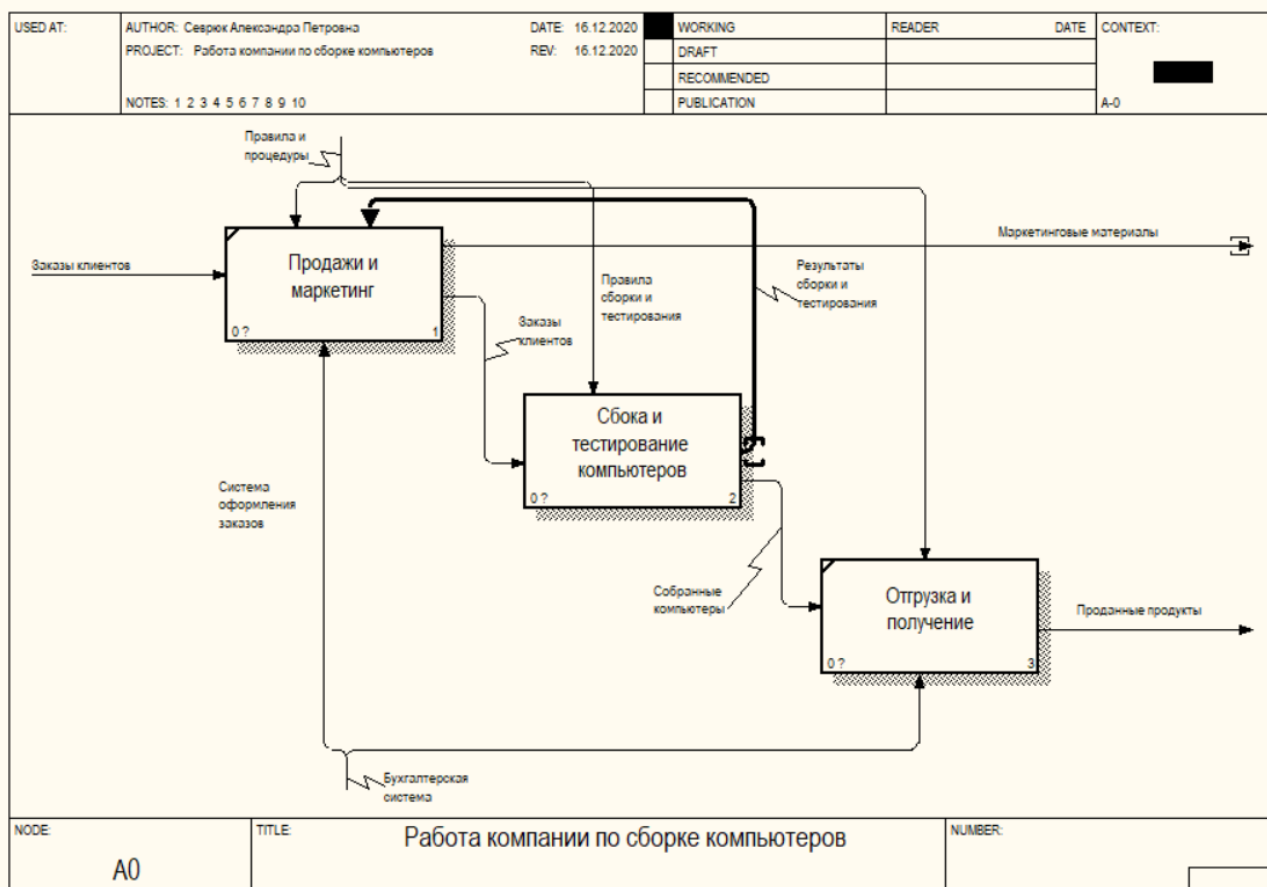 USED AT:
AUTHOR: Севрюк Александра Петровна
DATE: 16.12.2020
PROJECT: Работа компании по сборке компьютеров
REV: 16.12.2020
NOTES: 1 2 3 4 5 6 7 8 9 10
WORKING
DRAFT
RECOMMENDED
PUBLICATION
READER
DATE
CONTEXT:
A-0
Правила и
процедуры
Маркетинговые материалы
Заказы клиентов
Продажи и
маркетинг
0 ?
1
Правила
сборки и
тестирования
Результаты
сборки и
тестирования
Заказы
клиентов
Сбока и
тестирование
компьютеров
0 ?
2
Система
оформления
заказов
Собранные
компьютеры
Отгрузка и
получение
0 ?
3
Проданные продукты
Бухгалтерская
система
NODE:
A0
TITLE:
Работа компании по сборке компьютеров
NUMBER: